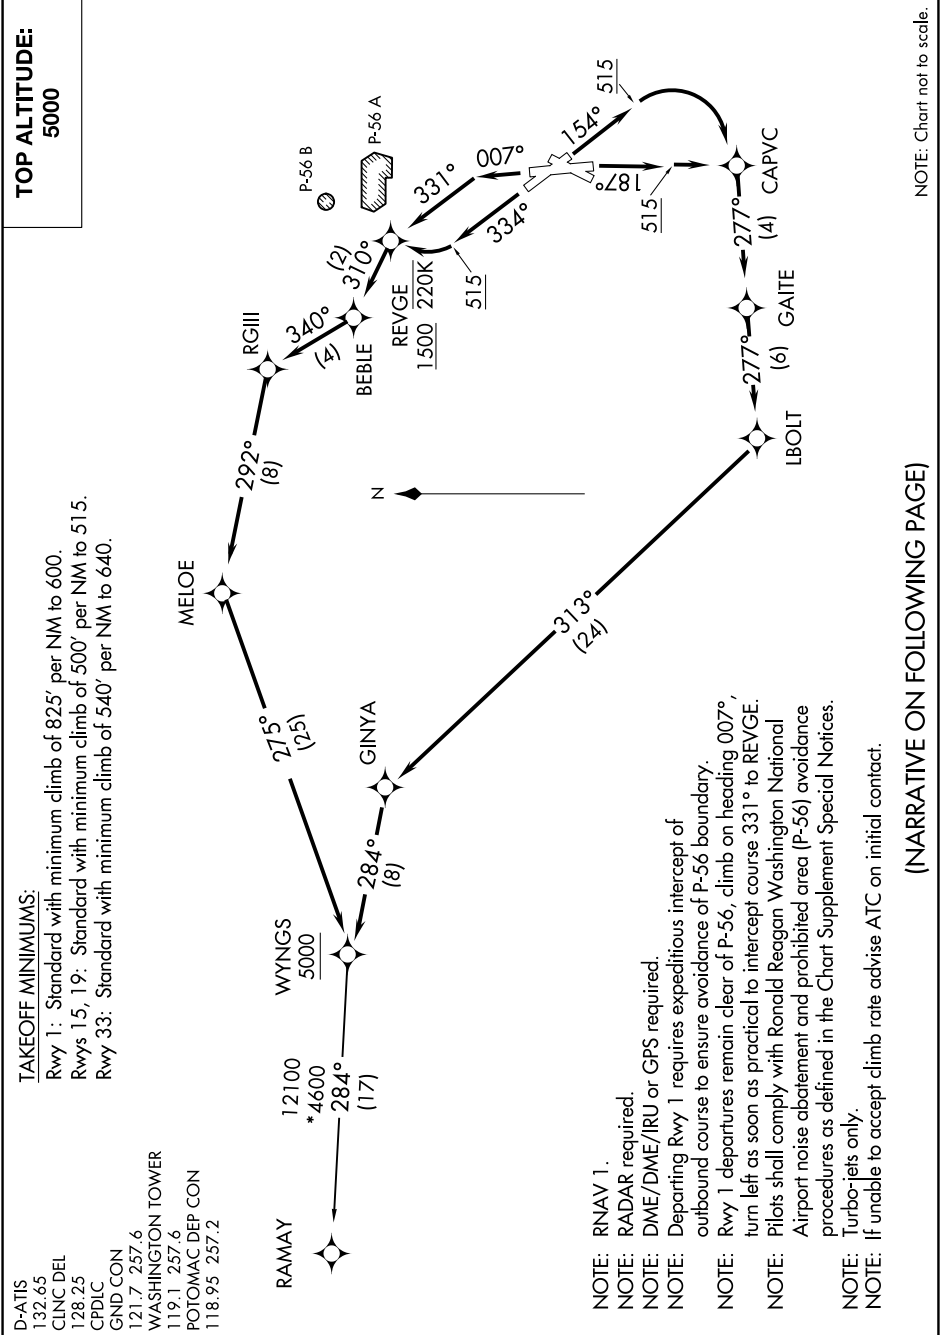 TOP ALTITUDE:
5000
D-ATIS
132.65
CLNC DEL
128.25
CPDLC
GND CON
121.7 257.6
WASHINGTON TOWER
119.1 257.6
POTOMAC DEP CON
118.95 257.2
TAKEOFF MINIMUMS:
Rwy 1: Standard with minimum climb of 825' per NM to 600.
Rwys 15, 19: Standard with minimum climb of 500' per NM to 515.
Rwy 33: Standard with minimum climb of 540' per NM to 640.
RAMAY
12100
*4600
284°
(17)
WYNGS
5000
284°
(8)
GINYA
275°
(25)
MELOE
292°
(8)
RGIII
340°
(4)
BEBLE
310°
(2)
REVGE
1500 220K
P-56 B
P-56 A
331°
007°
334°
515
154°
515
187°
515
CAPVC
277°
(4)
GAITE
277°
(6)
LBOLT
313°
(24)
N
NOTE: RNAV 1.
NOTE: RADAR required.
NOTE: DME/DME/IRU or GPS required.
NOTE: Departing Rwy 1 requires expeditious intercept of
outbound course to ensure avoidance of P-56 boundary.
NOTE: Rwy 1 departures remain clear of P-56, climb on heading 007°,
turn left as soon as practical to intercept course 331° to REVGE.
NOTE: Pilots shall comply with Ronald Reagan Washington National
Airport noise abatement and prohibited area (P-56) avoidance
procedures as defined in the Chart Supplement Special Notices.
NOTE: Turbo-jets only.
NOTE: If unable to accept climb rate advise ATC on initial contact.
(NARRATIVE ON FOLLOWING PAGE)
NOTE: Chart not to scale.